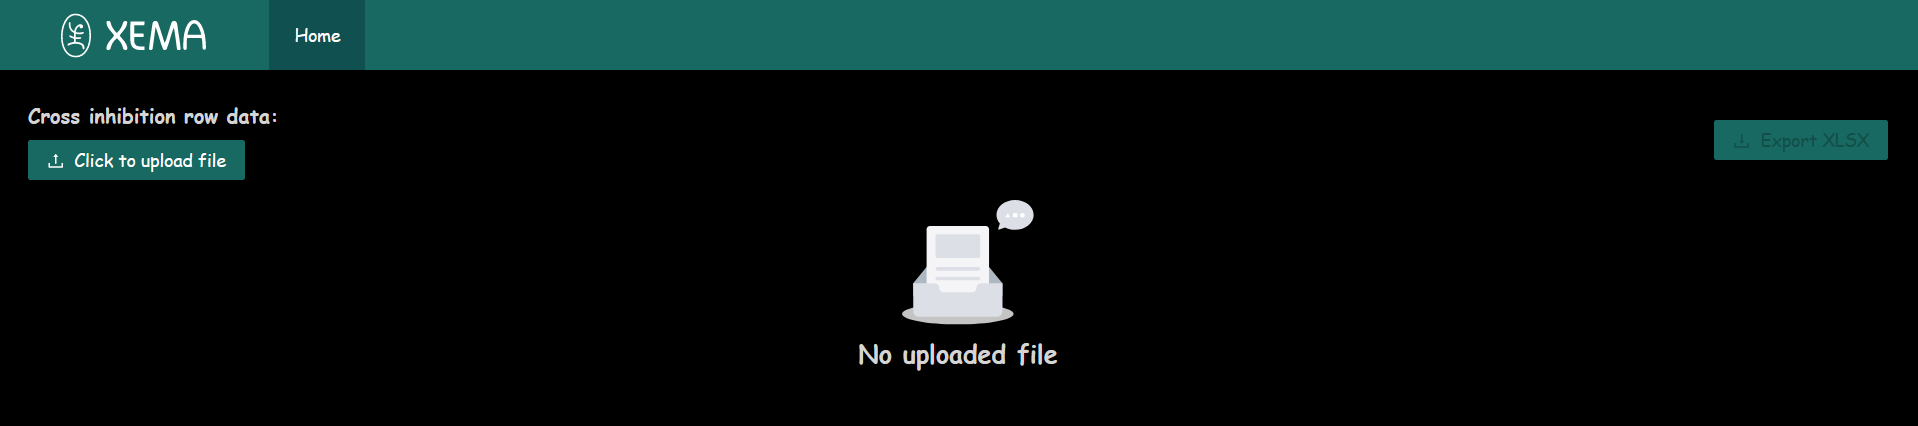 XEMA
Home
Cross inhibition row data:
Click to upload file
Export XLSX
No uploaded file